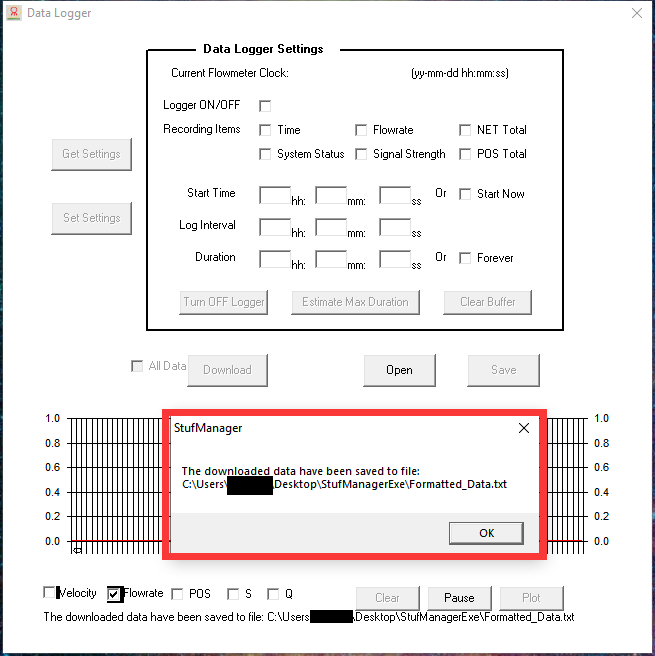 Data Logger
Data Logger Settings
Current Flowmeter Clock: (yy-mm-dd hh:mm:ss)
Logger ON/OFF
Recording Items Time Flowrate NET Total
System Status Signal Strength POS Total
Get Settings
Set Settings
Start Time hh: mm: ss Or Start Now
Log Interval hh: mm: ss
Duration hh: mm: ss Or Forever
Turn OFF Logger Estimate Max Duration Clear Buffer
All Data Download Open Save
1.0 1.0
0.8 0.8
0.6 0.6
0.4 0.4
0.2 0.2
0.0 0.0
0
StufManager
The downloaded data have been saved to file:
C:\Users\ \Desktop\StufManagerExe\Formatted_Data.txt
OK
Velocity Flowrate POS S Q Clear Pause Plot
The downloaded data have been saved to file: C:\Users \Desktop\StufManagerExe\Formatted_Data.txt